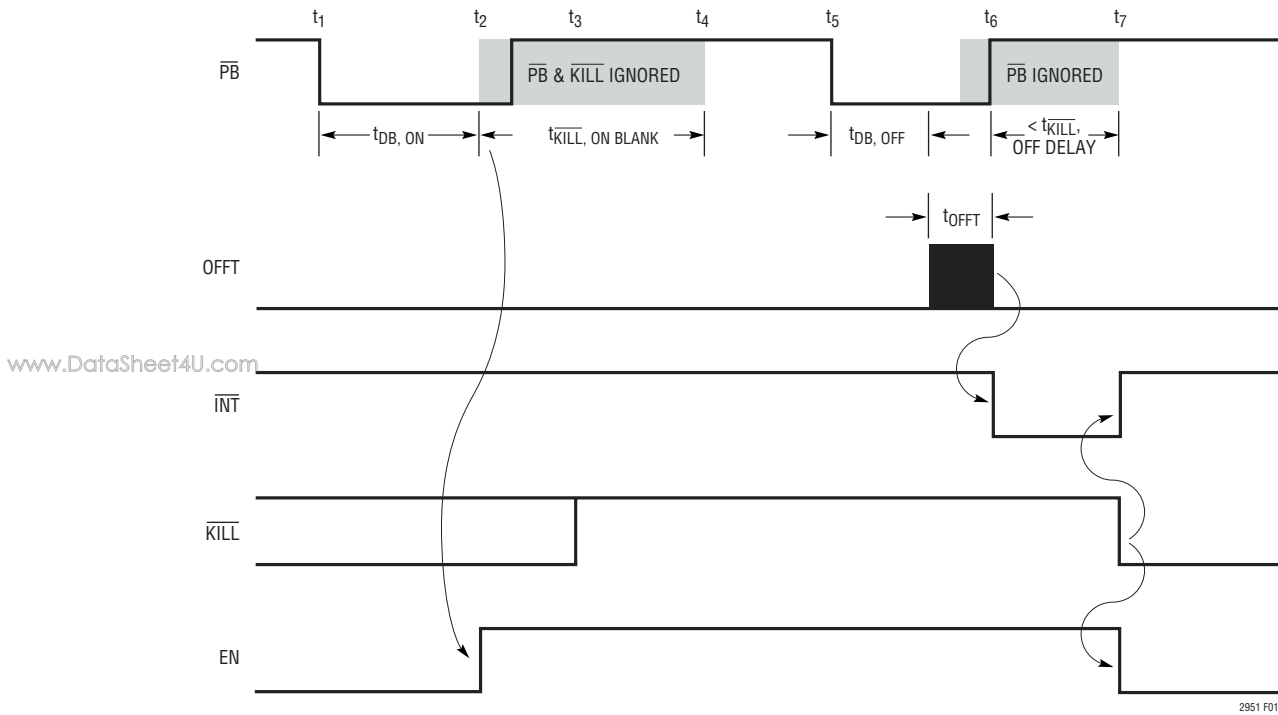 t1 t2 t3 t4 t5 t6 t7
PB
PB & KILL IGNORED
PB IGNORED
tDB, ON
tKILL, ON BLANK
tDB, OFF
< tKILL,
OFF DELAY
tOFFT
OFFT
www.DataSheet4U.com
INT
KILL
EN
2951 F01